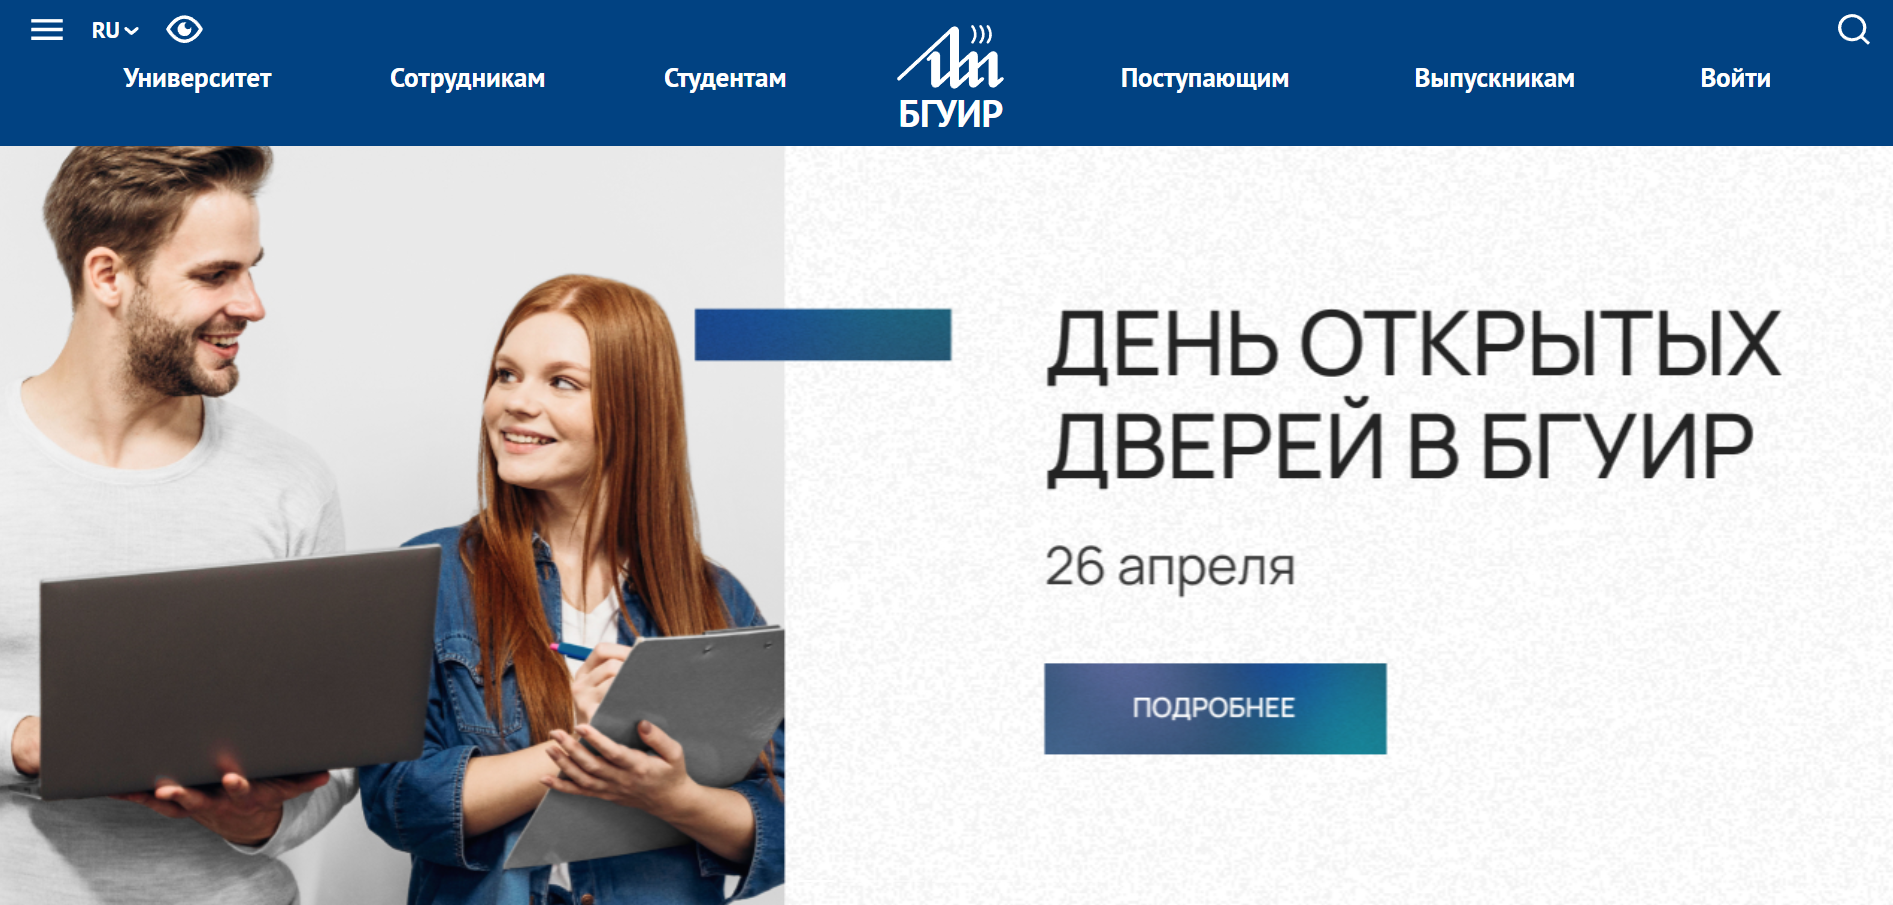 RU
Университет
Сотрудникам
Студентам
БГУИР
Поступающим
Выпускникам
Войти
ДЕНЬ ОТКРЫТЫХ
ДВЕРЕЙ В БГУИР
26 апреля
ПОДРОБНЕЕ